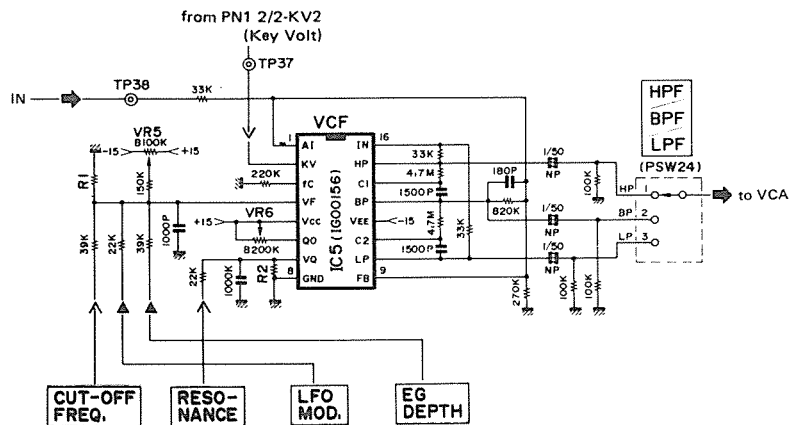 from PN1 2/2-KV2
(Key Volt)
TP37
TP38
IN
33K
VCF
HPF
BPF
LPF
(PSW24)
VR5
B100K
-15
+15
R1
150K
220K
1
16
AI
IN
KV
HP
fC
C1
VF
BP
Vcc
VEE
QO
C2
VQ
LP
8
GND
FB
9
IC5 (IG00156)
33K
4.7M
1500P
4.7M
1500P
-15
33K
180P
820K
270K
1/50
NP
1/50
NP
1/50
NP
100K
100K
100K
HP
1
BP
2
LP
3
to VCA
39K
22K
39K
1000P
+15
VR6
B200K
22K
1000K
R2
CUT-OFF
FREQ.
RESO-
NANCE
LFO
MOD.
EG
DEPTH